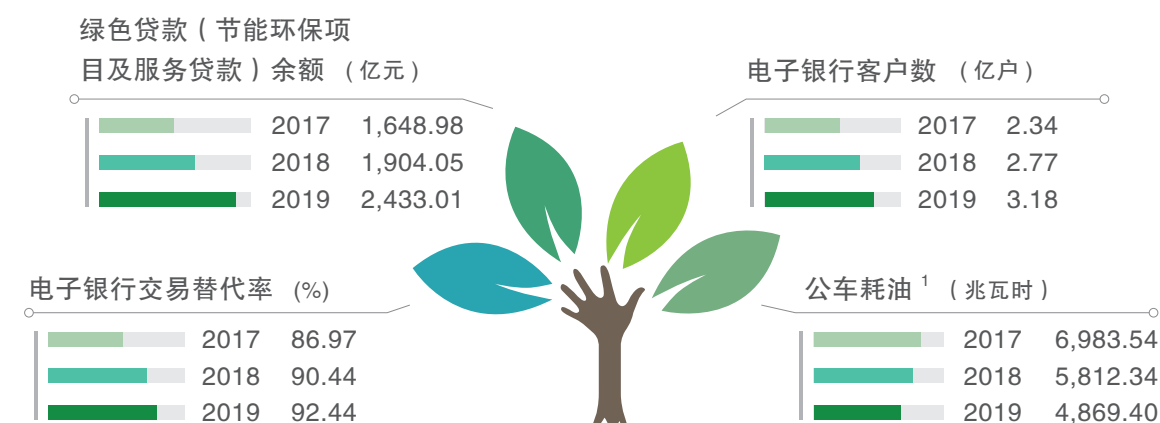 绿色贷款（节能环保项
目及服务贷款）余额 （亿元）
2017 1,648.98
2018 1,904.05
2019 2,433.01
电子银行客户数 （亿户）
2017 2.34
2018 2.77
2019 3.18
电子银行交易替代率 (%)
2017 86.97
2018 90.44
2019 92.44
公车耗油1 （兆瓦时）
2017 6,983.54
2018 5,812.34
2019 4,869.40